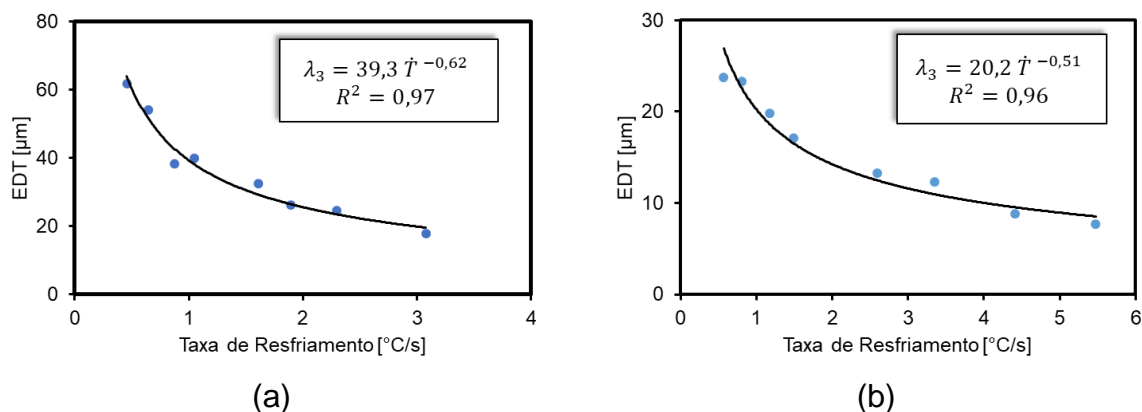 80
60
40
20
0
0 1 2 3 4
EDT [µm]
Taxa de Resfriamento [°C/s]
λ₃ = 39,3 Ṫ ⁻⁰,⁶²
R² = 0,97
(a)
30
20
10
0
0 1 2 3 4 5 6
EDT [µm]
Taxa de Resfriamento [°C/s]
λ₃ = 20,2 Ṫ ⁻⁰,⁵¹
R² = 0,96
(b)